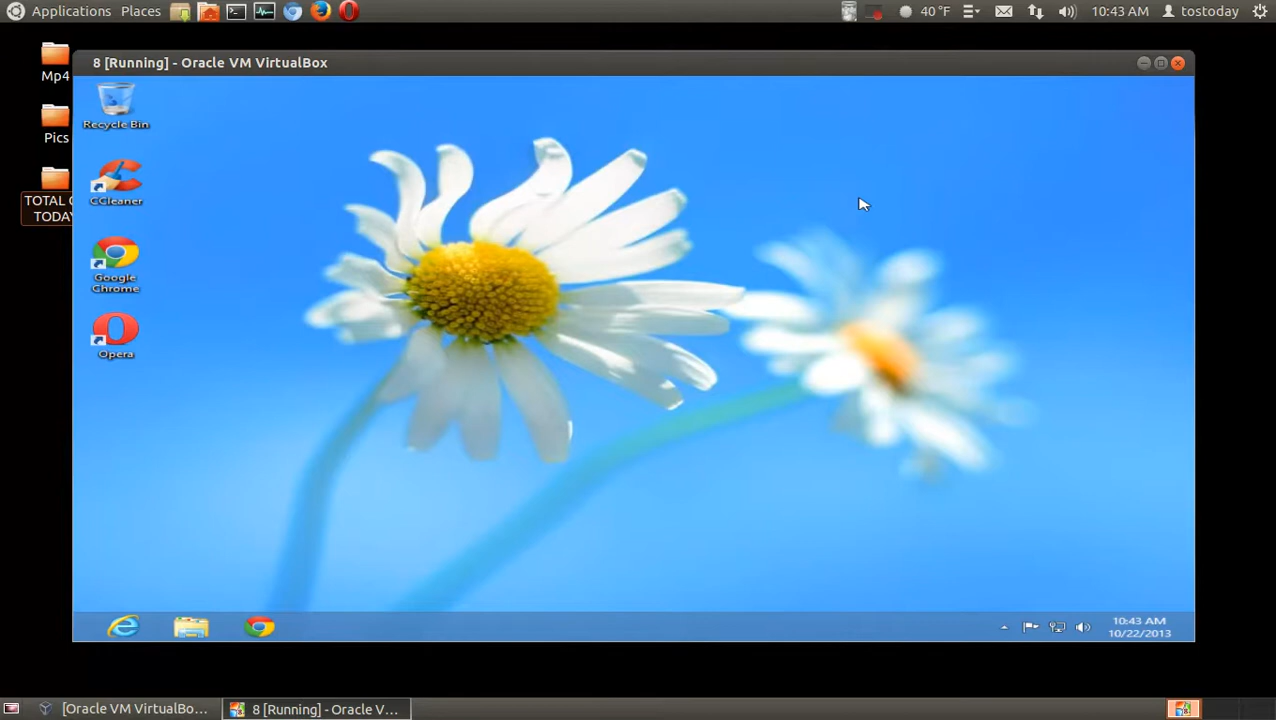 Applications Places 40 °F 10:43 AM tostoday
Mp4
Pics
TOTAL
TODAY
8 [Running] - Oracle VM VirtualBox
Recycle Bin
CCleaner
Google
Chrome
Opera
10:43 AM
10/22/2013
[Oracle VM VirtualBo... 8 [Running] - Oracle V...